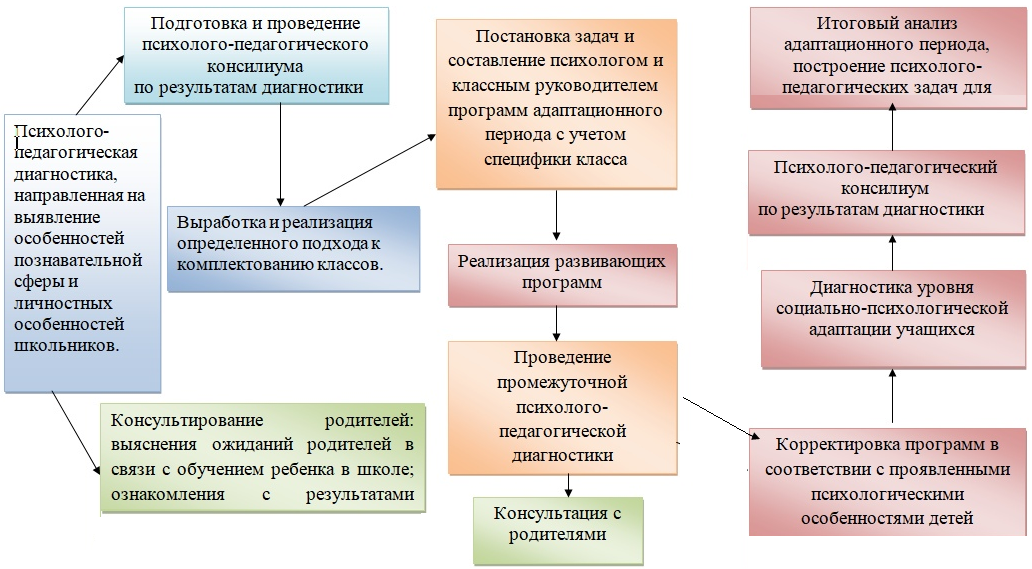 Психолого-
педагогическая
диагностика,
направленная на
выявление
особенностей
познавательной
сферы и
личностных
особенностей
школьников.
Подготовка и проведение
психолого-педагогического
консилиума
по результатам диагностики
Выработка и реализация
определенного подхода к
комплектованию классов.
Консультирование родителей:
выяснения ожиданий родителей в
связи с обучением ребенка в школе;
ознакомления с результатами
Постановка задач и
составление психологом и
классным руководителем
программ адаптационного
периода с учетом
специфики класса
Реализация развивающих
программ
Проведение
промежуточной
психолого-
педагогической
диагностики
Консультация с
родителями
Итоговый анализ
адаптационного периода,
построение психолого-
педагогических задач для
Психолого-педагогический
консилиум
по результатам диагностики
Диагностика уровня
социально-психологической
адаптации учащихся
Корректировка программ в
соответствии с проявленными
психологическими
особенностями детей